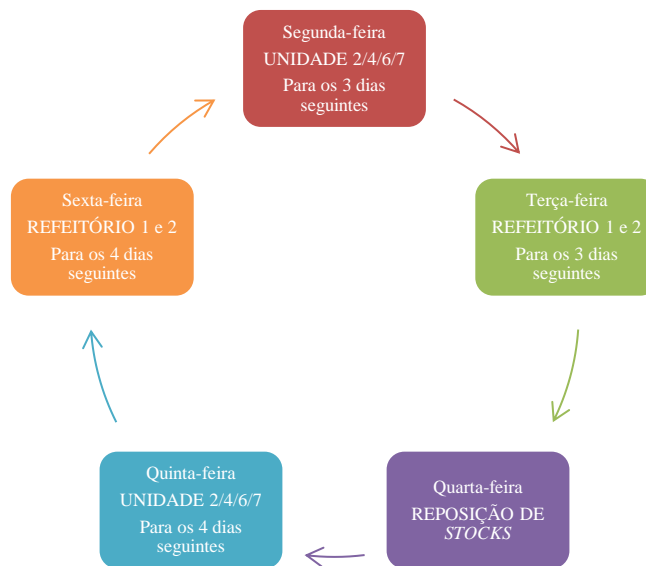 Segunda-feira
UNIDADE 2/4/6/7
Para os 3 dias
seguintes
Terça-feira
REFEITÓRIO 1 e 2
Para os 3 dias
seguintes
Quarta-feira
REPOSIÇÃO DE
STOCKS
Quinta-feira
UNIDADE 2/4/6/7
Para os 4 dias
seguintes
Sexta-feira
REFEITÓRIO 1 e 2
Para os 4 dias
seguintes